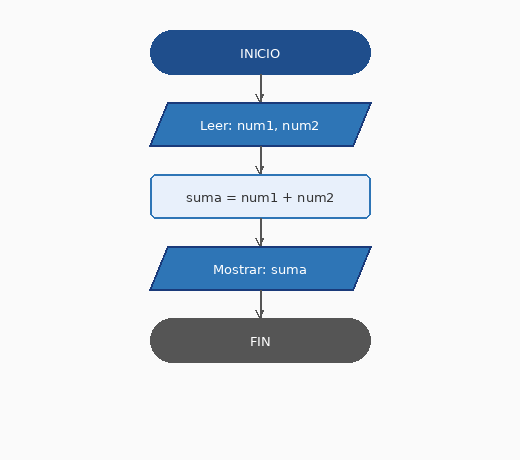 INICIO
Leer: num1, num2
suma = num1 + num2
Mostrar: suma
FIN